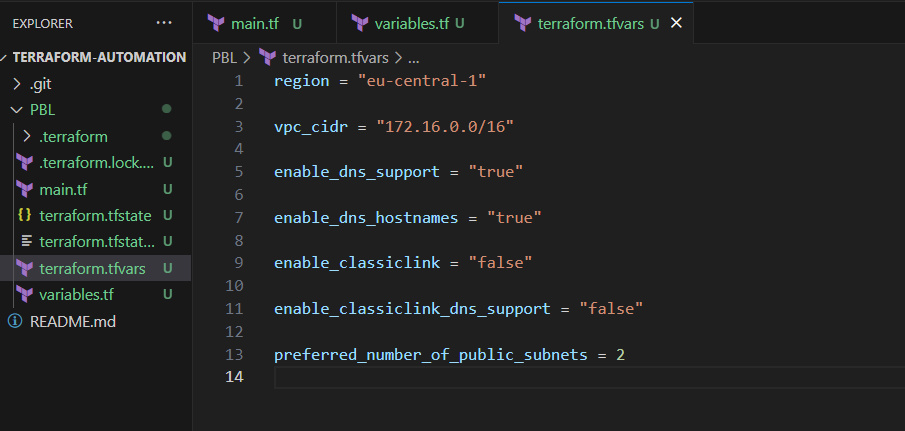 EXPLORER ...
TERRAFORM-AUTOMATION
.git
PBL
.terraform
.terraform.lock.... U
main.tf U
{} terraform.tfstate U
terraform.tfstat... U
terraform.tfvars U
variables.tf U
README.md
main.tf U variables.tf U terraform.tfvars U
PBL > terraform.tfvars > ...
1 region = "eu-central-1"
2
3 vpc_cidr = "172.16.0.0/16"
4
5 enable_dns_support = "true"
6
7 enable_dns_hostnames = "true"
8
9 enable_classiclink = "false"
10
11 enable_classiclink_dns_support = "false"
12
13 preferred_number_of_public_subnets = 2
14